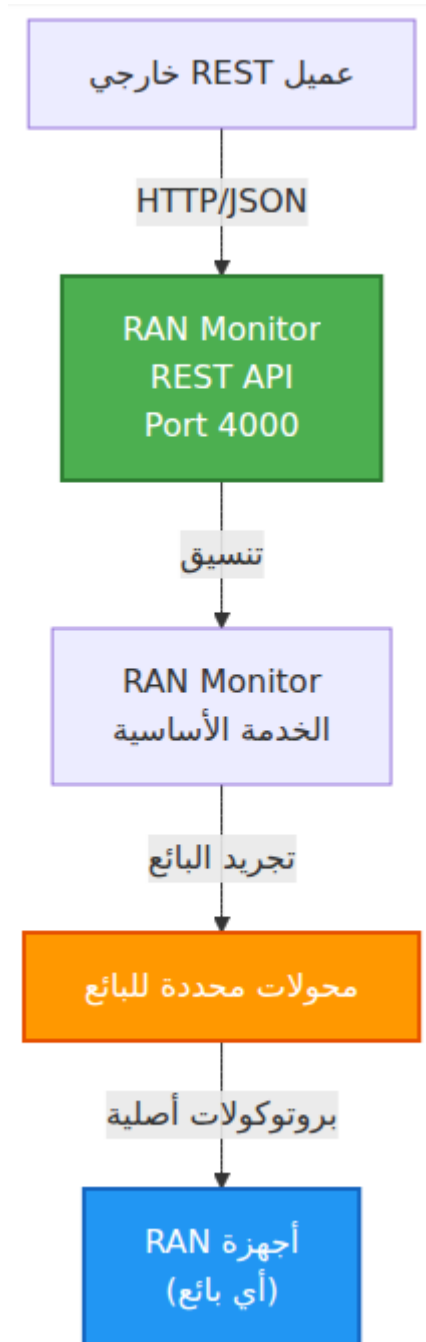 عميل REST خارجي
HTTP/JSON
RAN Monitor
REST API
Port 4000
تنسيق
RAN Monitor
الخدمة الأساسية
تجريد البائع
محولات محددة للبائع
بروتوكولات أصلية
أجهزة RAN
(أي بائع)